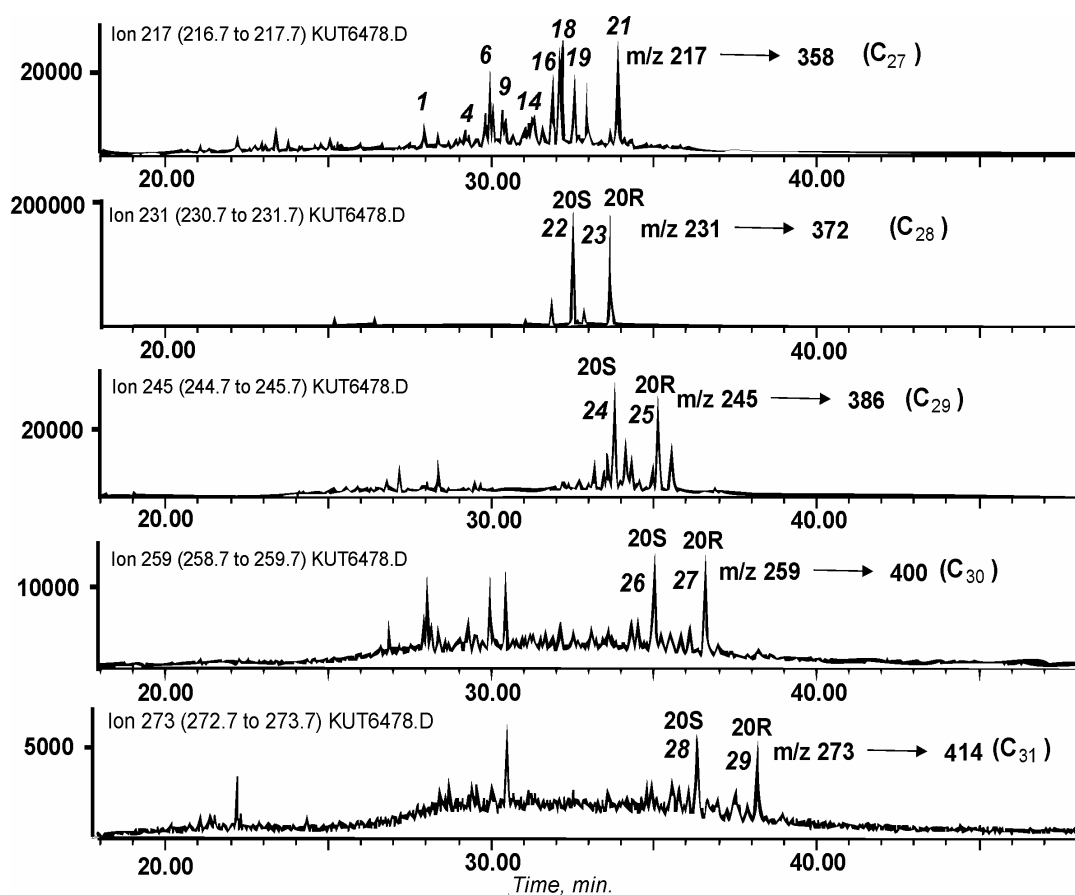 Ion 217 (216.7 to 217.7) KUT6478.D
m/z 217 → 358 (C27)
20000
1 4 6 9 14 16 18 19 21
20.00 30.00 40.00
200000
Ion 231 (230.7 to 231.7) KUT6478.D
20S 20R
22 23
m/z 231 → 372 (C28)
20.00 30.00 40.00
Ion 245 (244.7 to 245.7) KUT6478.D
20S 20R
24 25
m/z 245 → 386 (C29)
20000
20.00 30.00 40.00
Ion 259 (258.7 to 259.7) KUT6478.D
20S 20R
26 27
m/z 259 → 400 (C30)
10000
20.00 30.00 40.00
Ion 273 (272.7 to 273.7) KUT6478.D
20S 20R
28 29
m/z 273 → 414 (C31)
5000
20.00 30.00 40.00
Time, min.